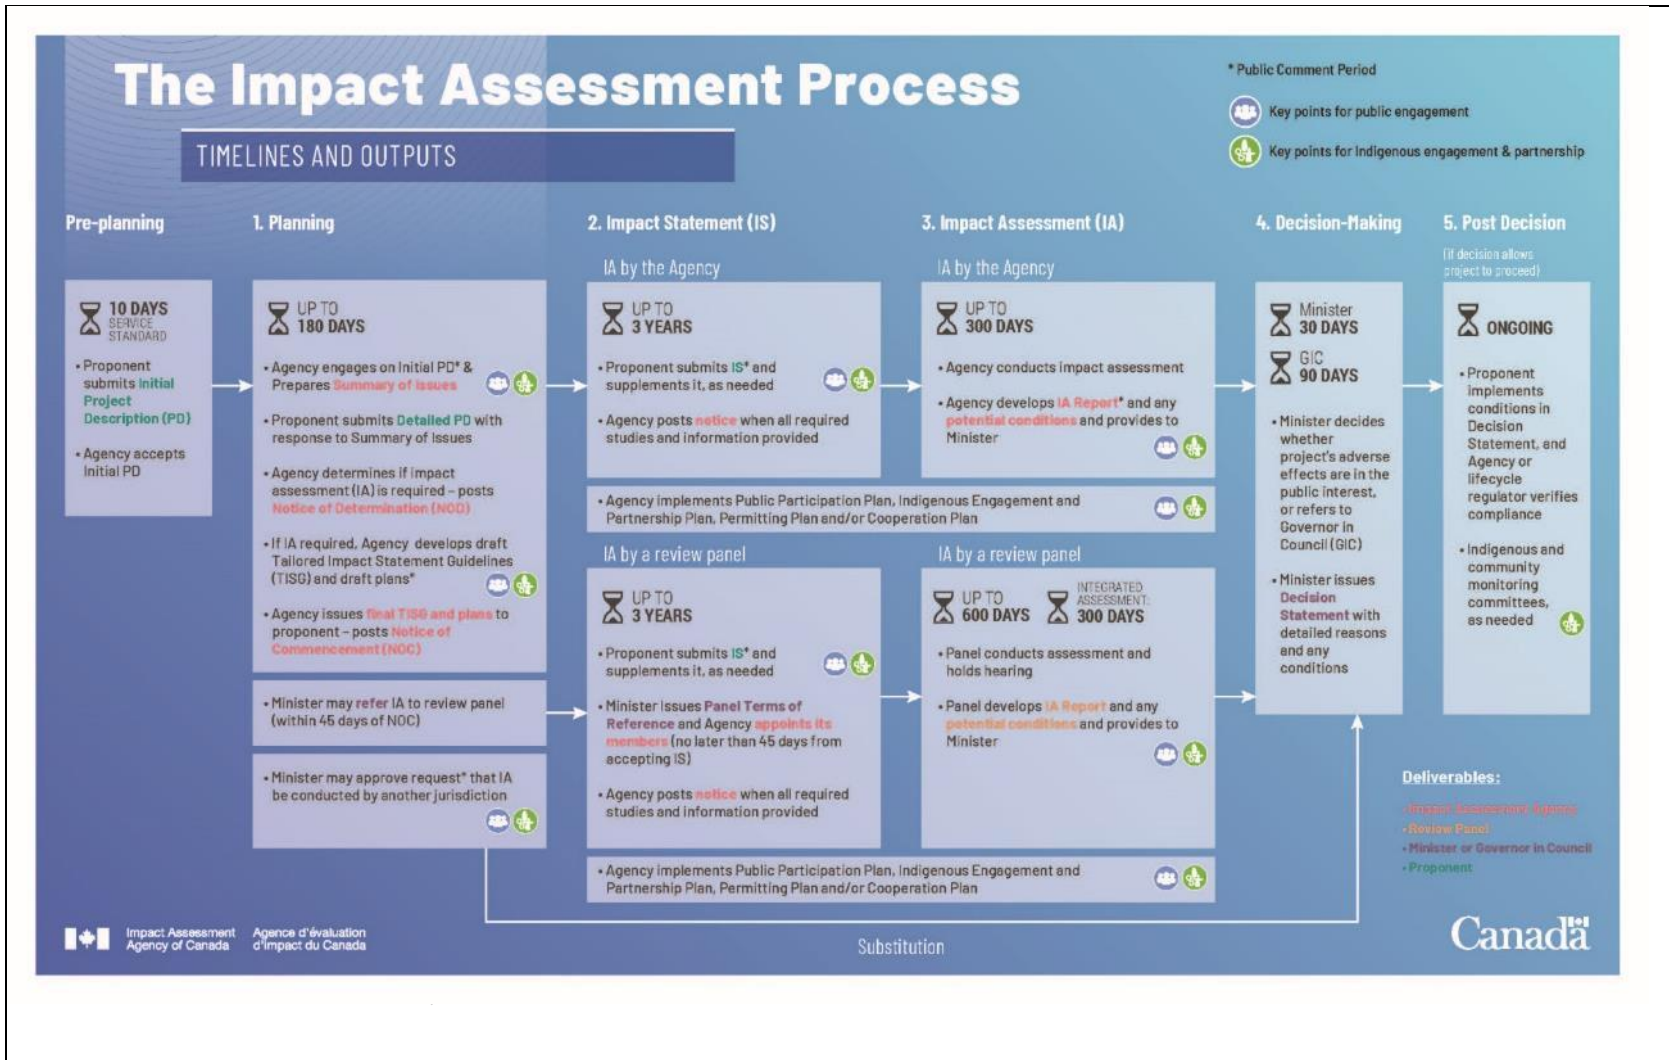 The Impact Assessment Process
TIMELINES AND OUTPUTS
* Public Comment Period
Key points for public engagement
Key points for Indigenous engagement & partnership
Pre-planning
10 DAYS
SERVICE
STANDARD
• Proponent
submits Initial
Project
Description (PD)
• Agency accepts
Initial PD
1. Planning
UP TO
180 DAYS
• Agency engages on Initial PD* &
Prepares Summary of Issues
• Proponent submits Detailed PD with
response to Summary of Issues
• Agency determines if impact
assessment (IA) is required – posts
Notice of Determination (NOD)
• If IA required, Agency develops draft
Tailored Impact Statement Guidelines
(TISG) and draft plans*
• Agency issues final TISG and plans to
proponent – posts Notice of
Commencement (NOC)
• Minister may refer IA to review panel
(within 45 days of NOC)
• Minister may approve request* that IA
be conducted by another jurisdiction
2. Impact Statement (IS)
IA by the Agency
UP TO
3 YEARS
• Proponent submits IS* and
supplements it, as needed
• Agency posts notice when all required
studies and information provided
3. Impact Assessment (IA)
IA by the Agency
UP TO
300 DAYS
• Agency conducts impact assessment
• Agency develops IA Report* and any
potential conditions and provides to
Minister
• Agency implements Public Participation Plan, Indigenous Engagement and
Partnership Plan, Permitting Plan and/or Cooperation Plan
IA by a review panel
UP TO
3 YEARS
• Proponent submits IS* and
supplements it, as needed
• Minister issues Panel Terms of
Reference and Agency appoints its
members (no later than 45 days from
accepting IS)
• Agency posts notice when all required
studies and information provided
IA by a review panel
UP TO
600 DAYS
INTEGRATED
ASSESSMENT:
300 DAYS
• Panel conducts assessment and
holds hearing
• Panel develops IA Report and any
potential conditions and provides to
Minister
• Agency implements Public Participation Plan, Indigenous Engagement and
Partnership Plan, Permitting Plan and/or Cooperation Plan
4. Decision-Making
Minister
30 DAYS
GIC
90 DAYS
• Minister decides
whether
project's adverse
effects are in the
public interest,
or refers to
Governor in
Council (GIC)
• Minister issues
Decision
Statement with
detailed reasons
and any
conditions
5. Post Decision
(if decision allows
project to proceed)
ONGOING
• Proponent
implements
conditions in
Decision
Statement, and
Agency or
lifecycle
regulator verifies
compliance
• Indigenous and
community
monitoring
committees,
as needed
Deliverables:
• Impact Assessment Agency
• Review Panel
• Minister or Governor in Council
• Proponent
Substitution
Impact Assessment
Agency of Canada
Agence d'évaluation
d'impact du Canada
Canada